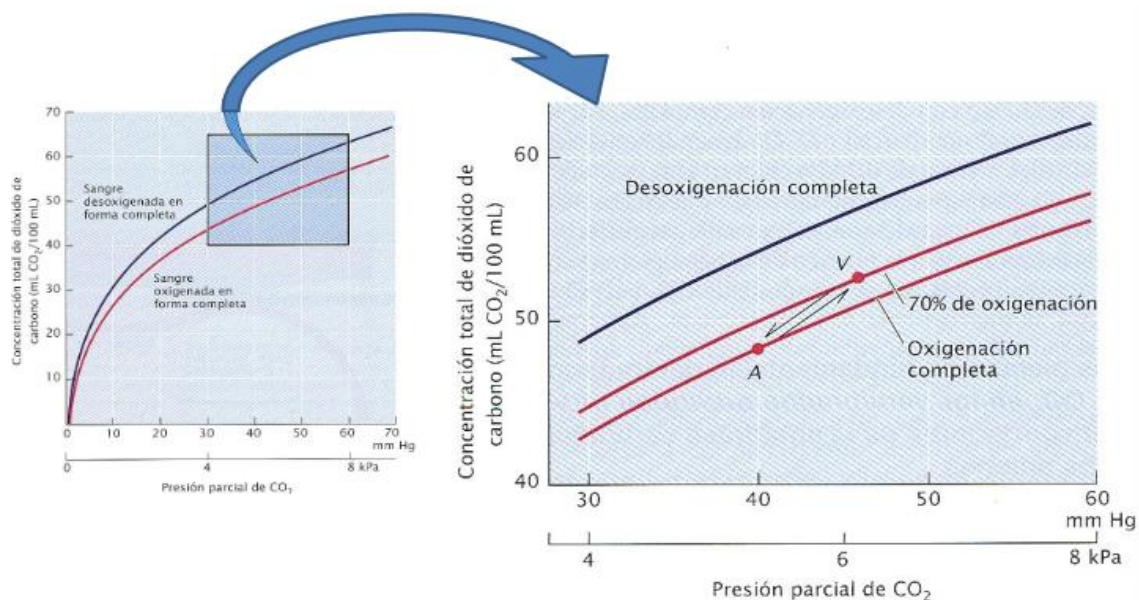 Concentración total de dióxido de
carbono (mL CO₂/100 mL)
70
60
50
40
30
20
10
Sangre
desoxigenada en
forma completa
Sangre
oxigenada en
forma completa
0 10 20 30 40 50 60 70
mm Hg
0 4 8 kPa
Presión parcial de CO₂
Concentración total de dióxido de
carbono (mL CO₂/100 mL)
60
50
40
Desoxigenación completa
V
70% de oxigenación
Oxigenación
completa
A
30 40 50 60
mm Hg
4 6 8 kPa
Presión parcial de CO₂